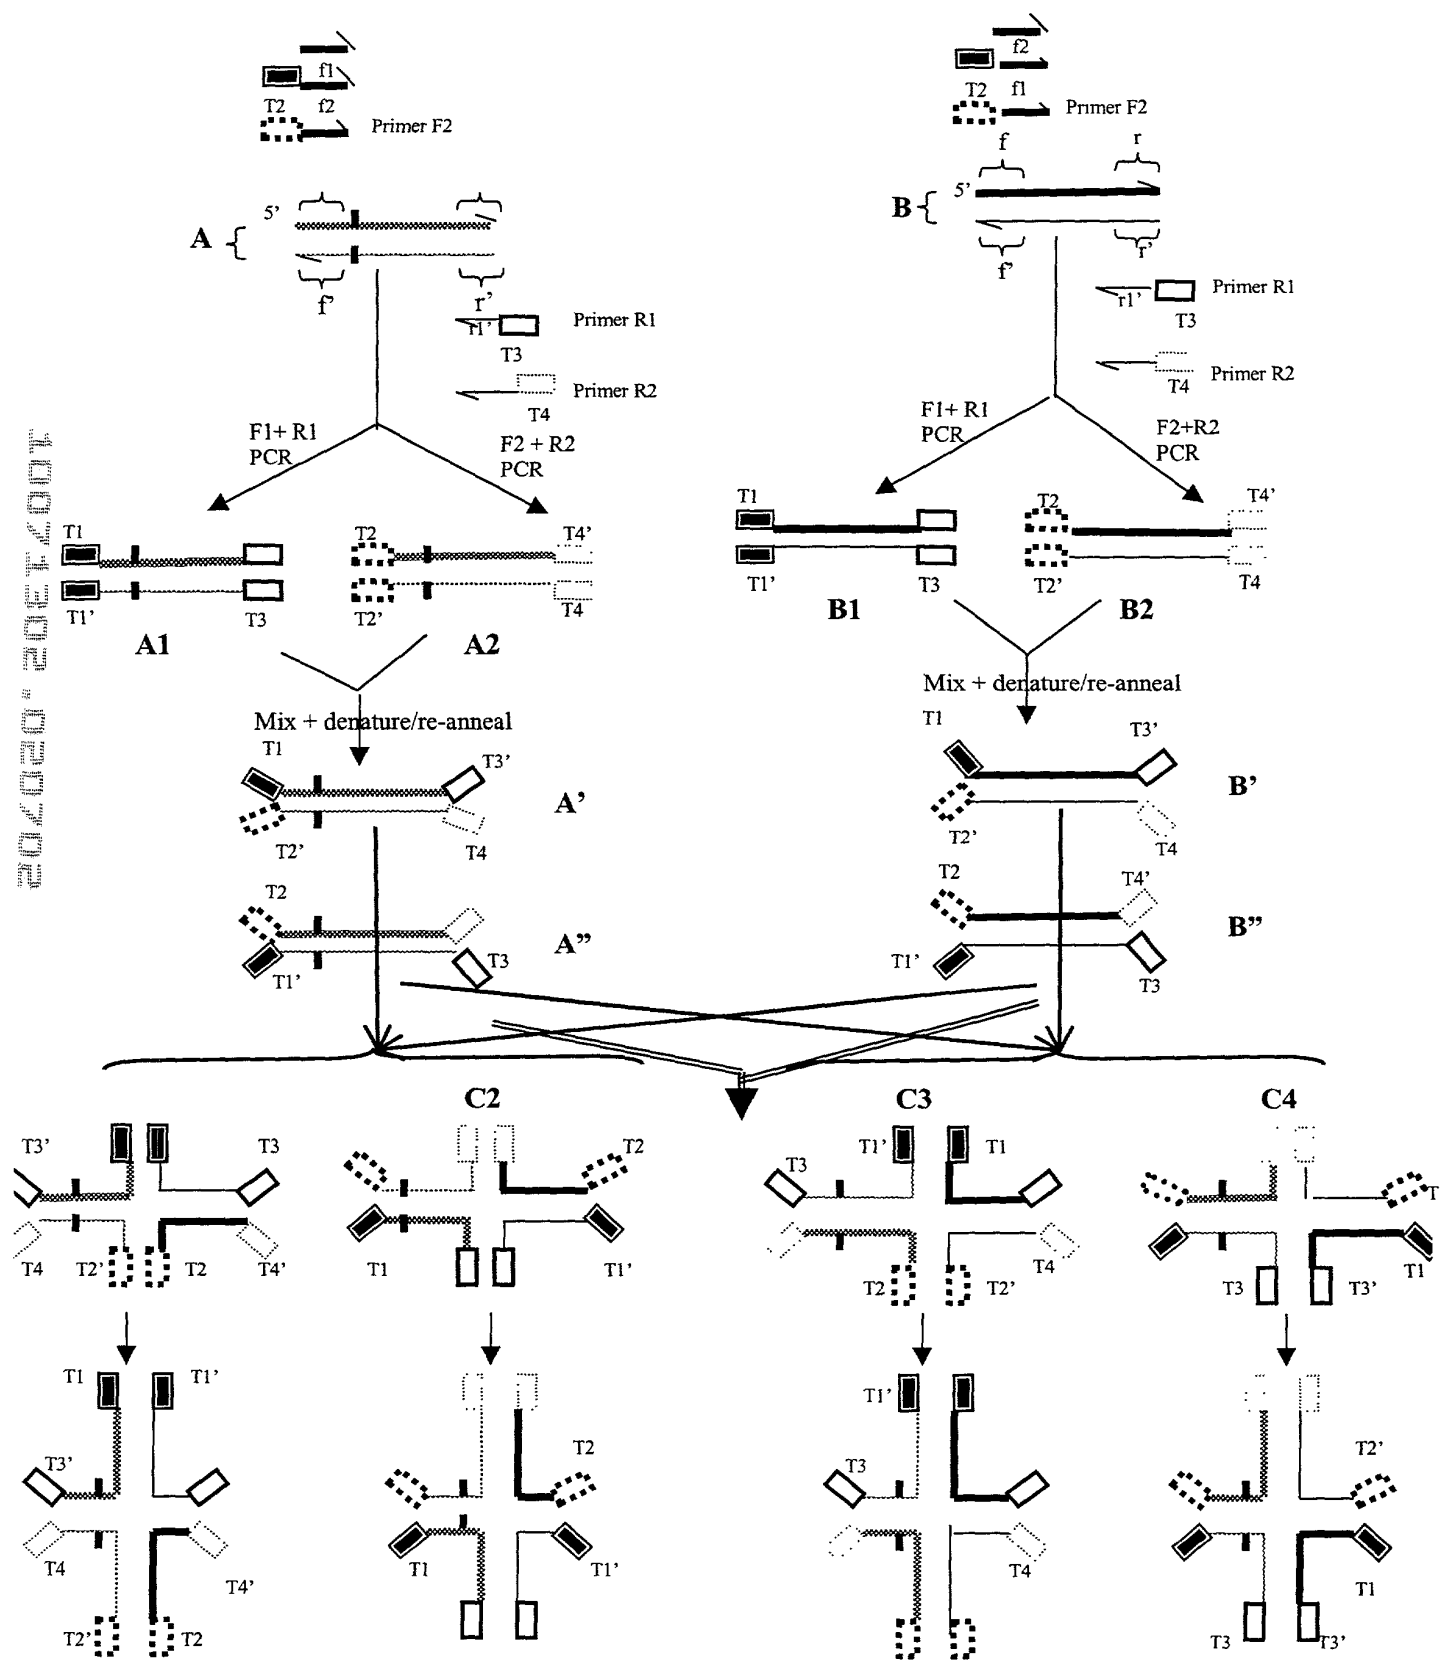 f1
T2 f2
Primer F2
5'
A
f' r'
r1' Primer R1
T3
Primer R2
T4
F1+ R1
PCR
F2 + R2
PCR
T1 T2 T4'
T1' T3 T2' T4
A1 A2
Mix + denature/re-anneal
T1 T3'
A'
T2' T4
T2
A”
T1' T3
f2
T2 f1
Primer F2
f r
5'
B
f' r'
r1' Primer R1
T3
T4 Primer R2
F1+ R1
PCR
F2+R2
PCR
T1 T2 T4'
T1' T3 T2' T4
B1 B2
Mix + denature/re-anneal
T1 T3'
B'
T2' T4
T2 T4'
B”
T1' T3
C2 C3 C4
T3' T3 T2 T1' T1 T3 T
T4 T2' T2 T4' T1 T1' T2 T2' T4 T3 T3' T1
T1 T1' T1'
T3' T2 T3 T2'
T4 T4' T1 T1' T4 T1
T2' T2 T3 T3'
10071302.020702